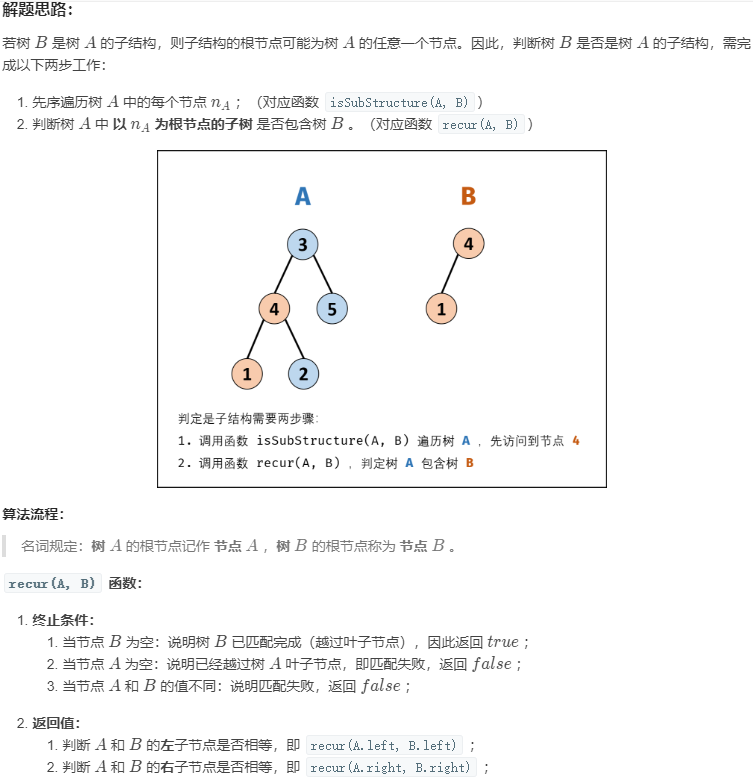 解题思路：
若树 B 是树 A 的子结构，则子结构的根节点可能为树 A 的任意一个节点。因此，判断树 B 是否是树 A 的子结构，需完
成以下两步工作：
1. 先序遍历树 A 中的每个节点 n_A ；（对应函数 isSubStructure(A, B) ）
2. 判断树 A 中 以 n_A 为根节点的子树 是否包含树 B 。（对应函数 recur(A, B) ）
A B
3 4
4 5 1
1 2
判定是子结构需要两步骤：
1. 调用函数 isSubStructure(A, B) 遍历树 A ，先访问到节点 4
2. 调用函数 recur(A, B) ，判定树 A 包含树 B
算法流程：
名词规定：树 A 的根节点记作 节点 A ，树 B 的根节点称为 节点 B 。
recur(A, B) 函数：
1. 终止条件：
1. 当节点 B 为空：说明树 B 已匹配完成（越过叶子节点），因此返回 true ；
2. 当节点 A 为空：说明已经越过树 A 叶子节点，即匹配失败，返回 false ；
3. 当节点 A 和 B 的值不同：说明匹配失败，返回 false ；
2. 返回值：
1. 判断 A 和 B 的左子节点是否相等，即 recur(A.left, B.left) ；
2. 判断 A 和 B 的右子节点是否相等，即 recur(A.right, B.right) ；